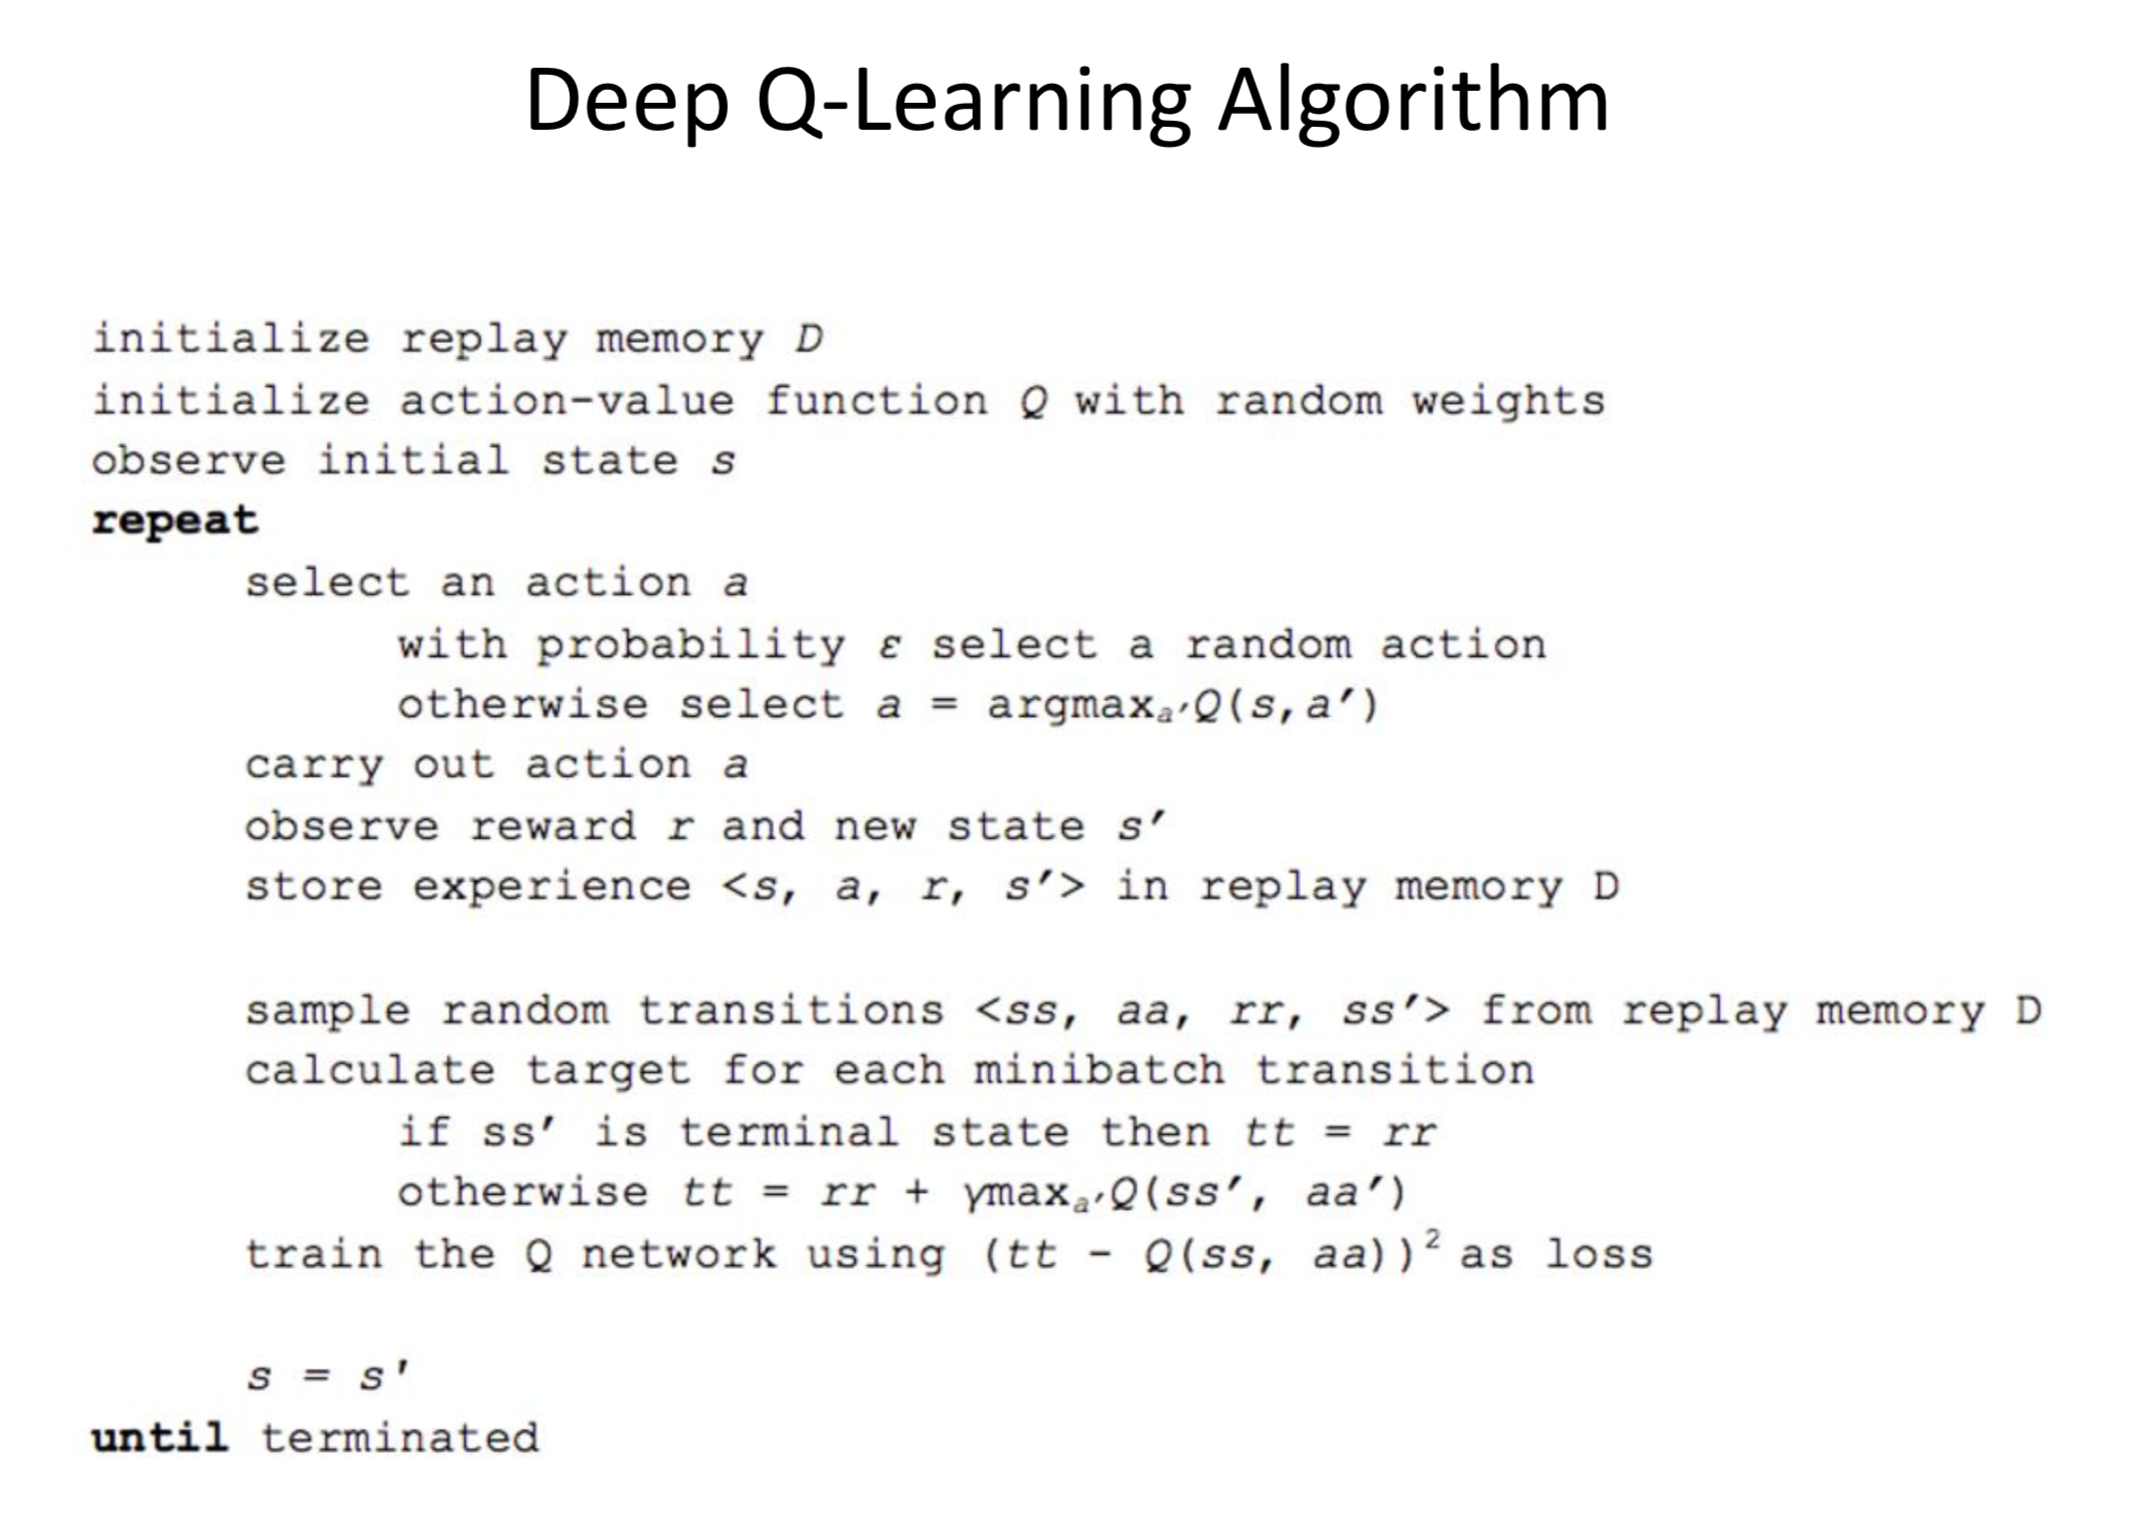 Deep Q-Learning Algorithm
initialize replay memory D
initialize action-value function Q with random weights
observe initial state s
repeat
select an action a
with probability ε select a random action
otherwise select a = argmaxₐ′Q(s,a′)
carry out action a
observe reward r and new state s′
store experience <s, a, r, s′> in replay memory D
sample random transitions <ss, aa, rr, ss′> from replay memory D
calculate target for each minibatch transition
if ss′ is terminal state then tt = rr
otherwise tt = rr + γmaxₐ′Q(ss′, aa′)
train the Q network using (tt - Q(ss, aa))² as loss
s = s'
until terminated